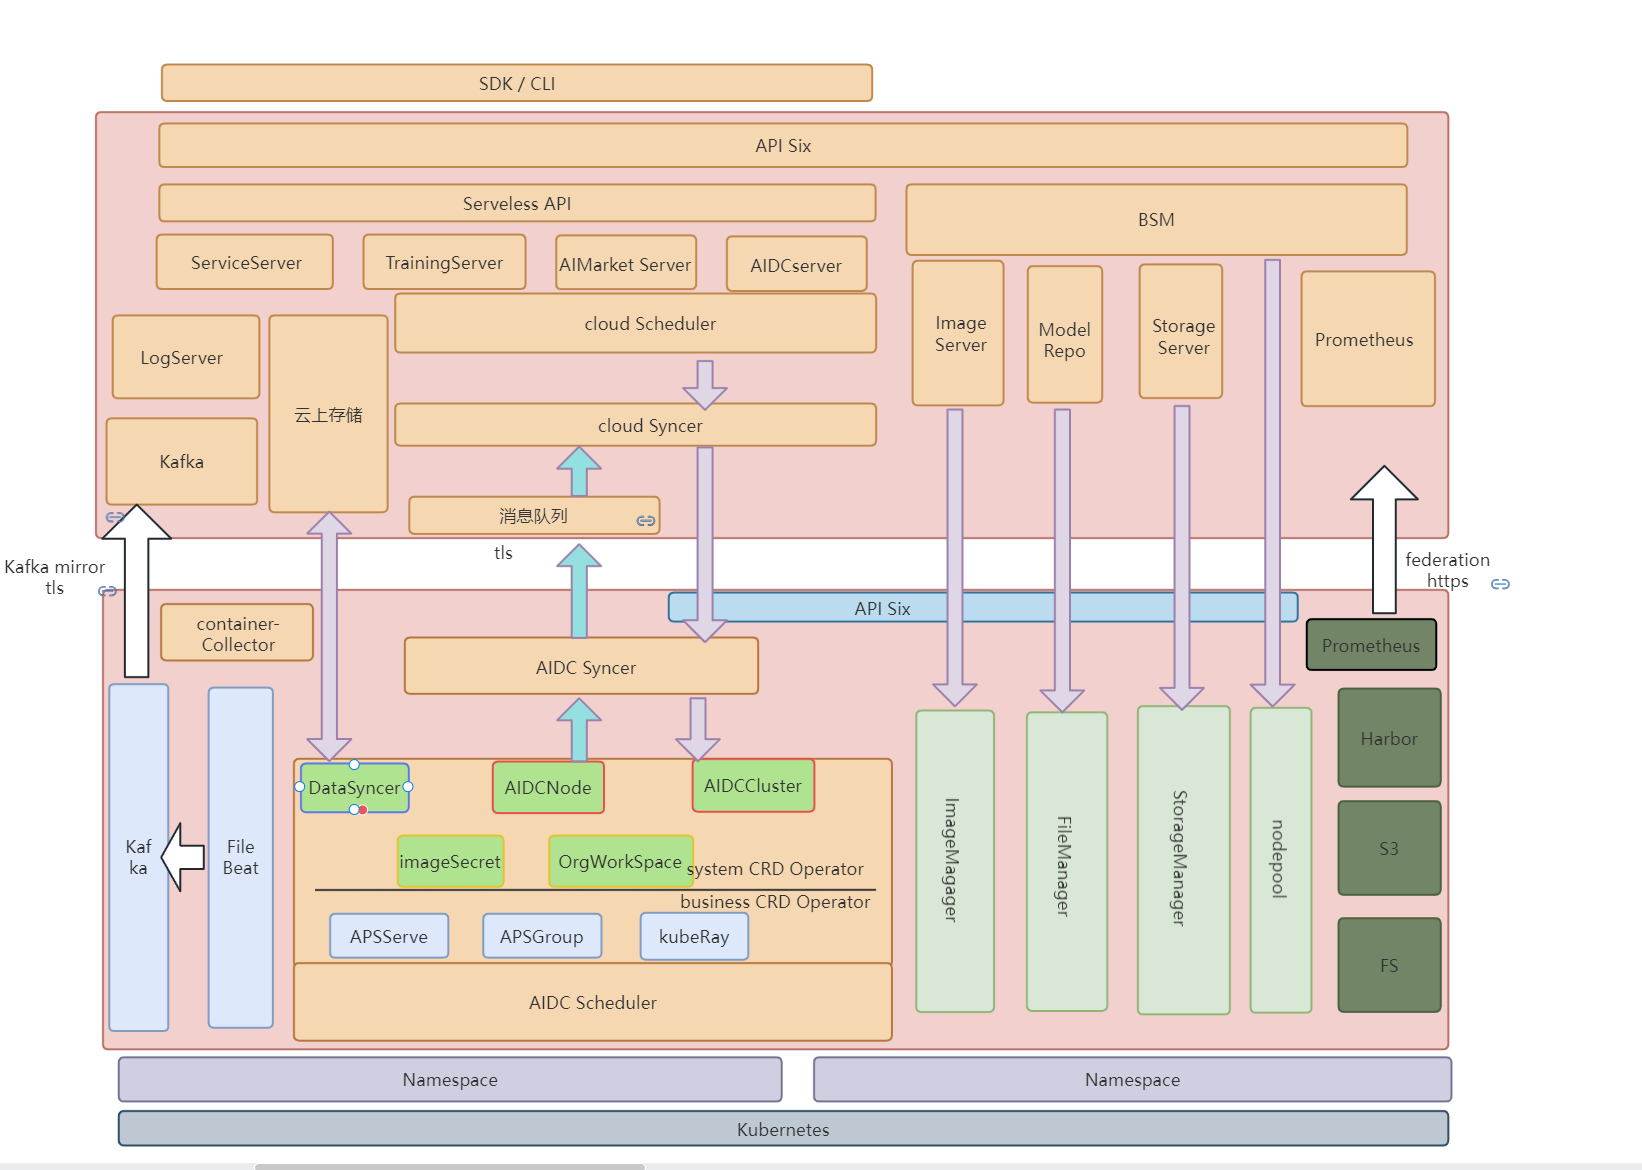 SDK / CLI
API Six
Serveless API
BSM
ServiceServer
TrainingServer
AIMarket Server
AIDCserver
cloud Scheduler
Image
Server
Model
Repo
Storage
Server
Prometheus
LogServer
云上存储
cloud Syncer
Kafka
消息队列
tls
Kafka mirror
tls
federation
https
API Six
container-
Collector
AIDC Syncer
Prometheus
Kaf
ka
File
Beat
DataSyncer
AIDCNode
AIDCCluster
imageSecret
OrgWorkSpace
system CRD Operator
business CRD Operator
APSServe
APSGroup
kubeRay
AIDC Scheduler
ImageMagager
FileManager
StorageManager
nodepool
Harbor
S3
FS
Namespace
Namespace
Kubernetes